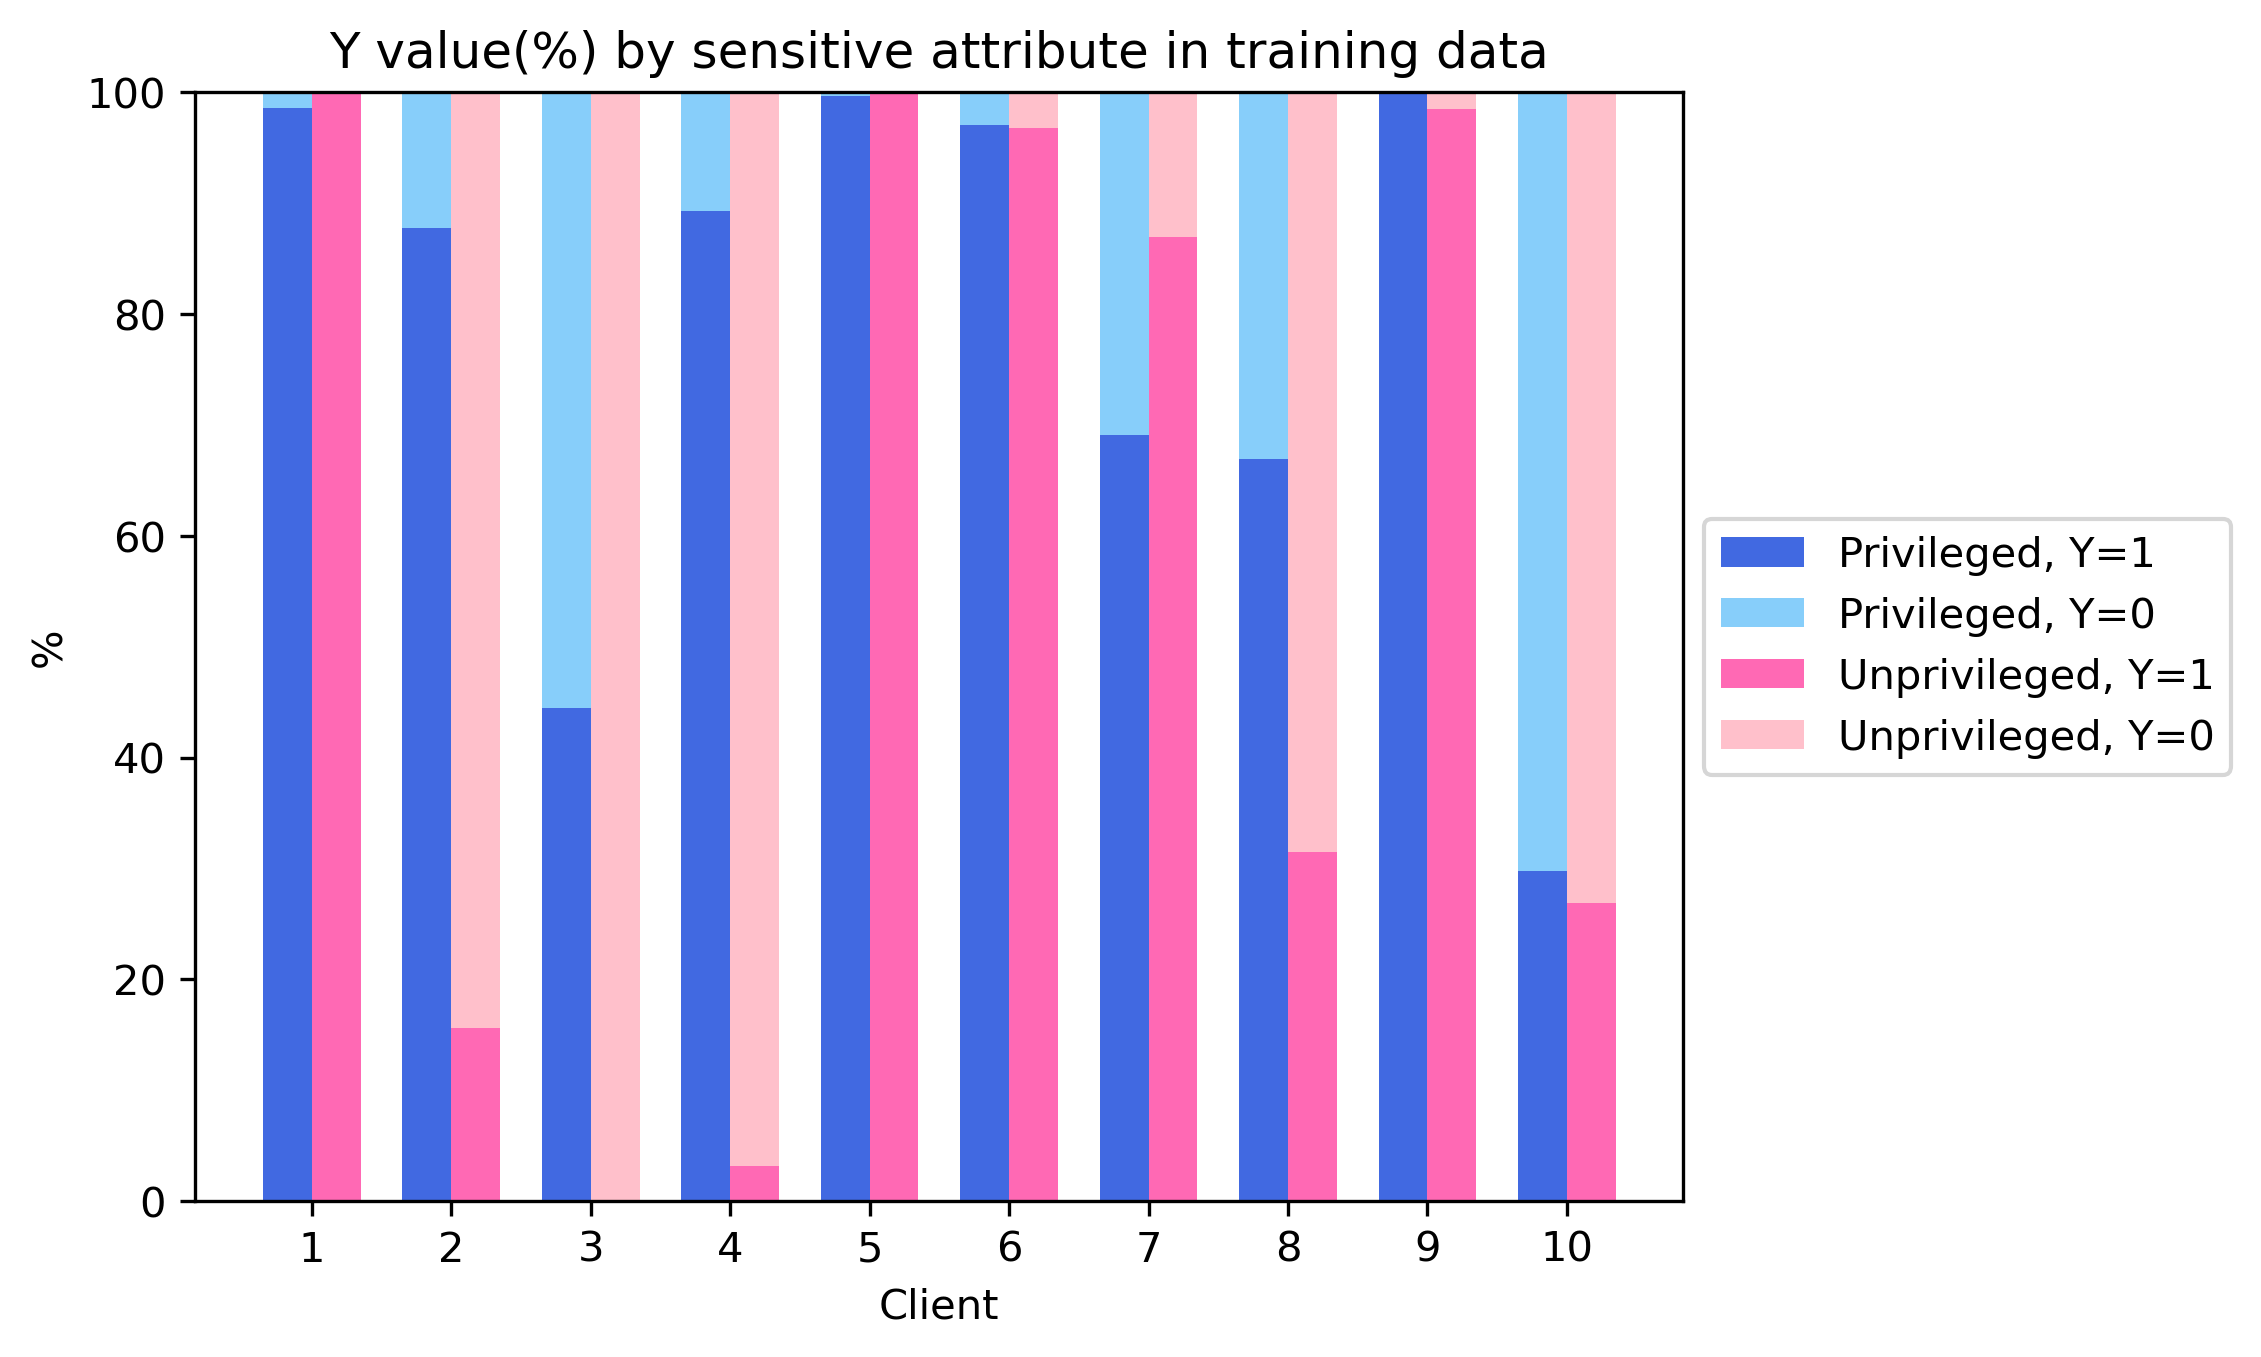 Y value(%) by sensitive attribute in training data
100
80
60
40
20
0
%
1 2 3 4 5 6 7 8 9 10
Client
Privileged, Y=1
Privileged, Y=0
Unprivileged, Y=1
Unprivileged, Y=0